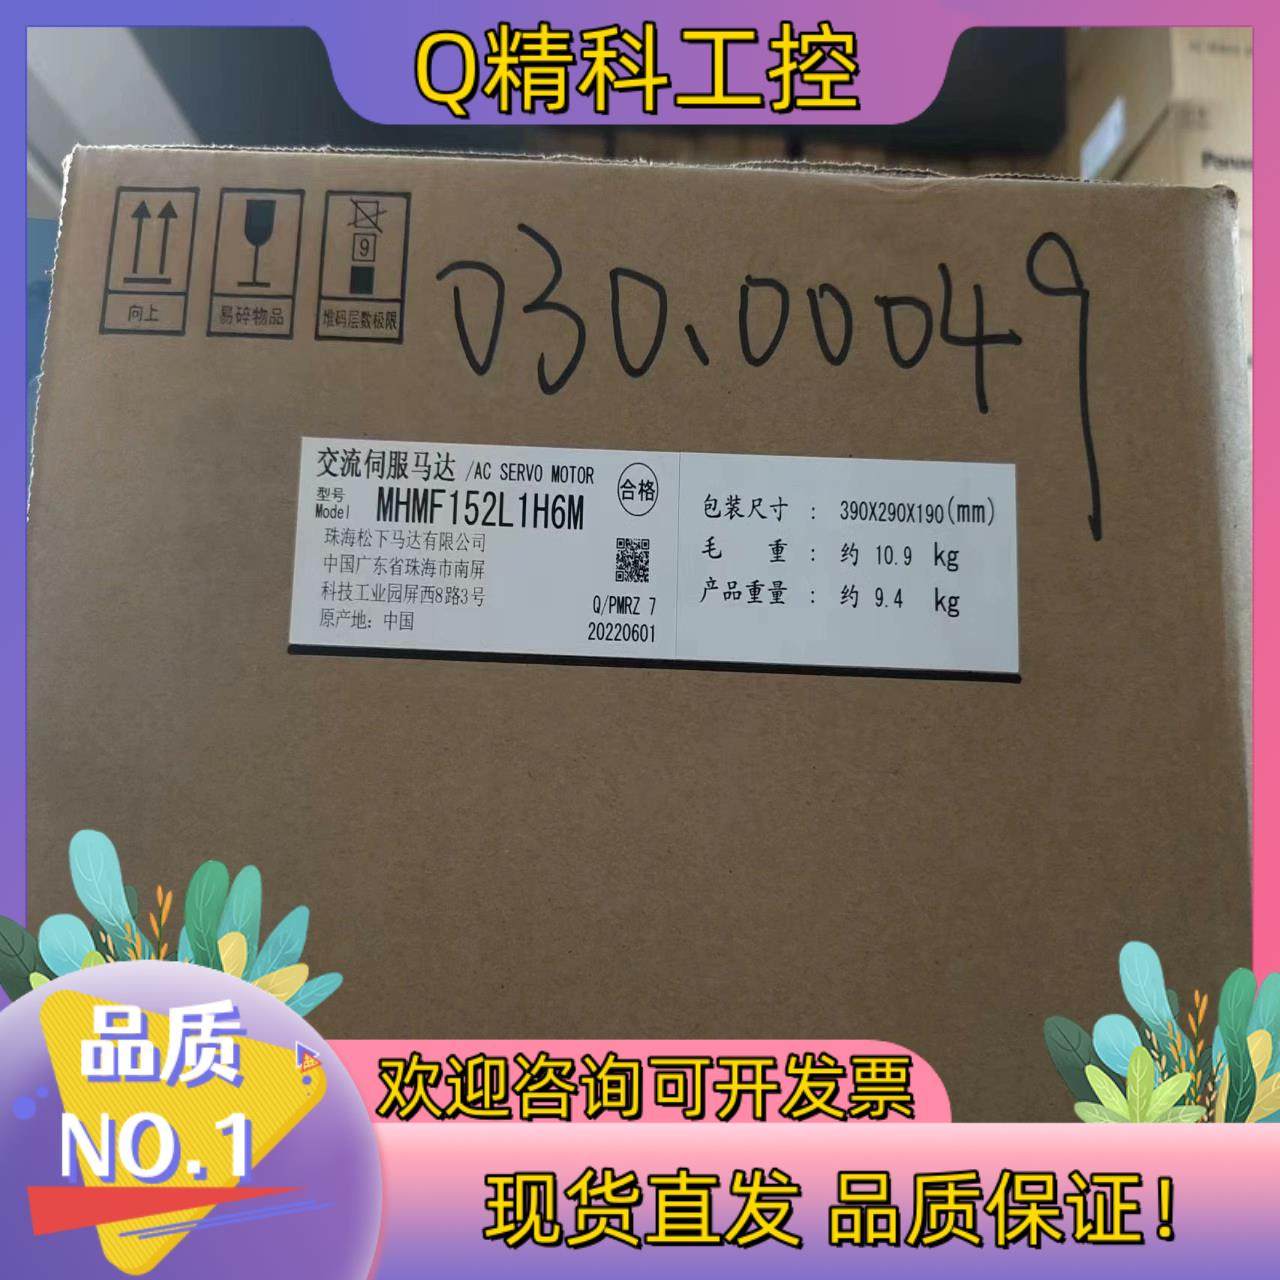 Q精科工控
向上
易碎物品
9
堆码层数极限
030.00049
交流伺服马达 /AC SERVO MOTOR
合格
型号
Model MHMF152L1H6M
珠海松下马达有限公司
中国广东省珠海市南屏
科技工业园屏西8路3号
原产地：中国
Q/PMRZ 7
20220601
包装尺寸 : 390X290X190(mm)
毛 重 : 约 10.9 kg
产品重量 : 约 9.4 kg
品质
NO.1
欢迎咨询可开发票
现货直发 品质保证！